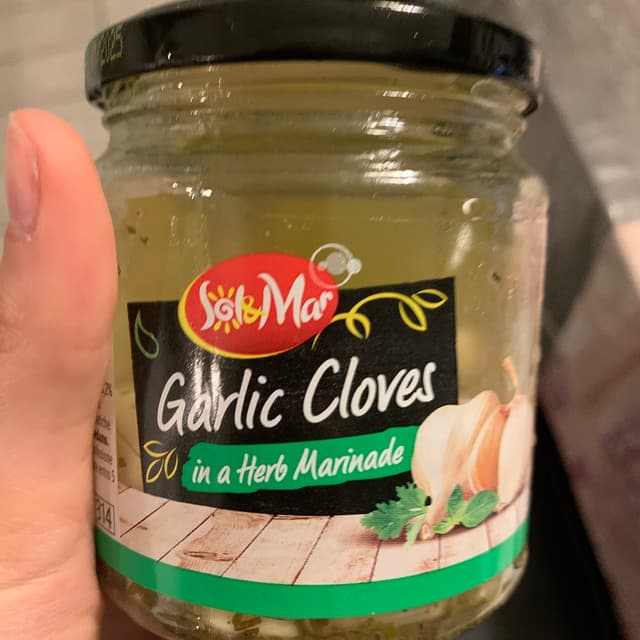 Sol&Mar
Garlic Cloves
in a Herb Marinade